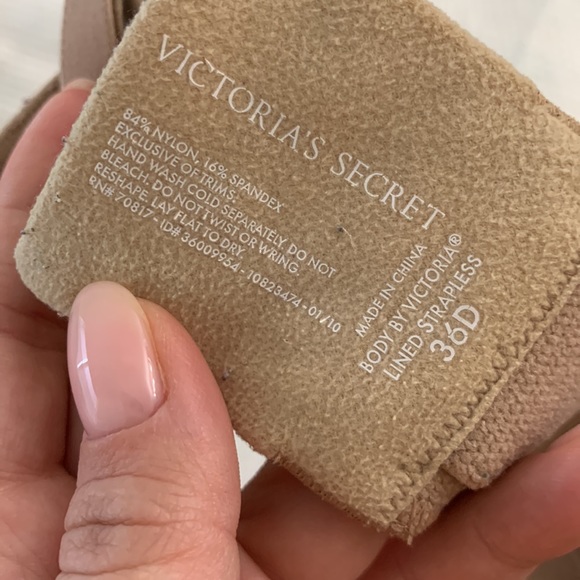 VICTORIA'S SECRET
84% NYLON, 16% SPANDEX
EXCLUSIVE OF TRIMS.
HAND WASH COLD SEPARATELY DO NOT
BLEACH, DO NOT TWIST OR WRING.
RESHAPE, LAY FLAT TO DRY
RN# 70817 ID# 36009954 - 10823474 - 01/10
MADE IN CHINA
BODY BY VICTORIA®
LINED STRAPLESS
36D